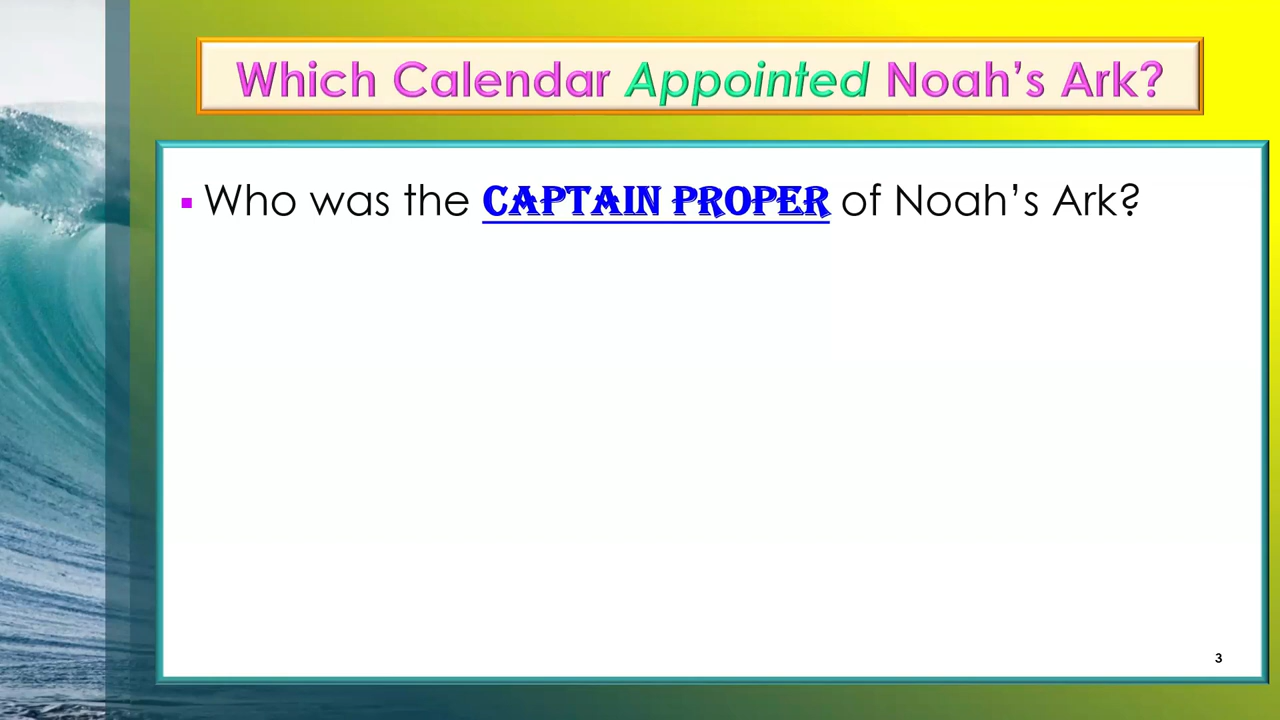 Which Calendar Appointed Noah's Ark?
▪ Who was the CAPTAIN PROPER of Noah's Ark?
3